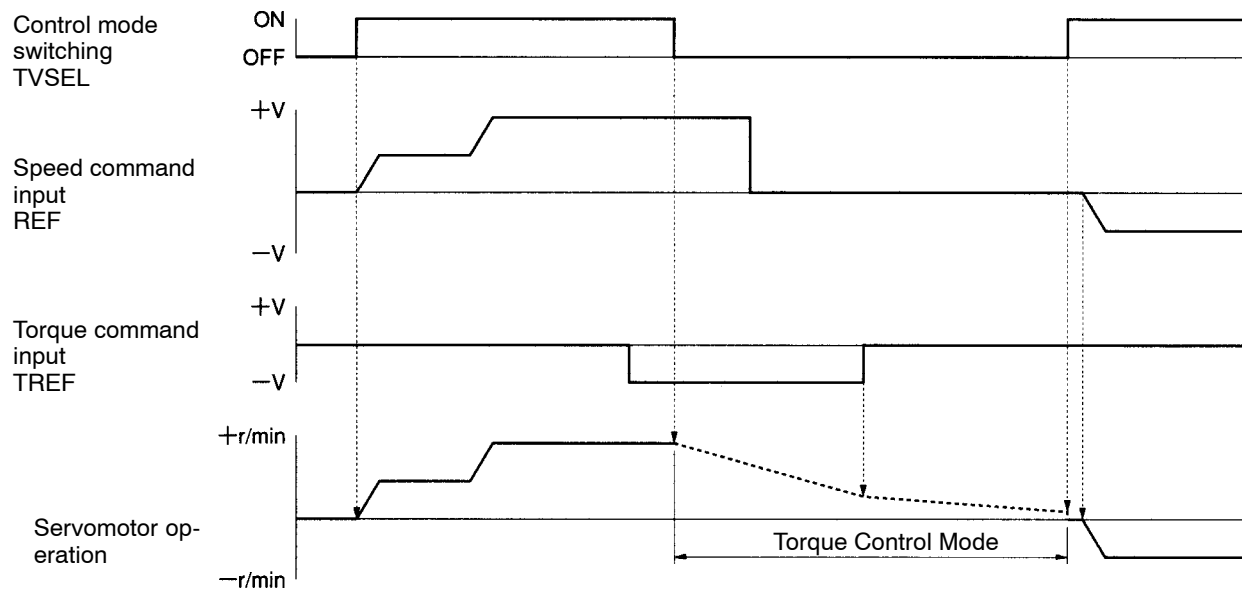 Control mode
switching
TVSEL
ON
OFF
Speed command
input
REF
+V
−V
Torque command
input
TREF
+V
−V
Servomotor op-
eration
+r/min
−r/min
Torque Control Mode